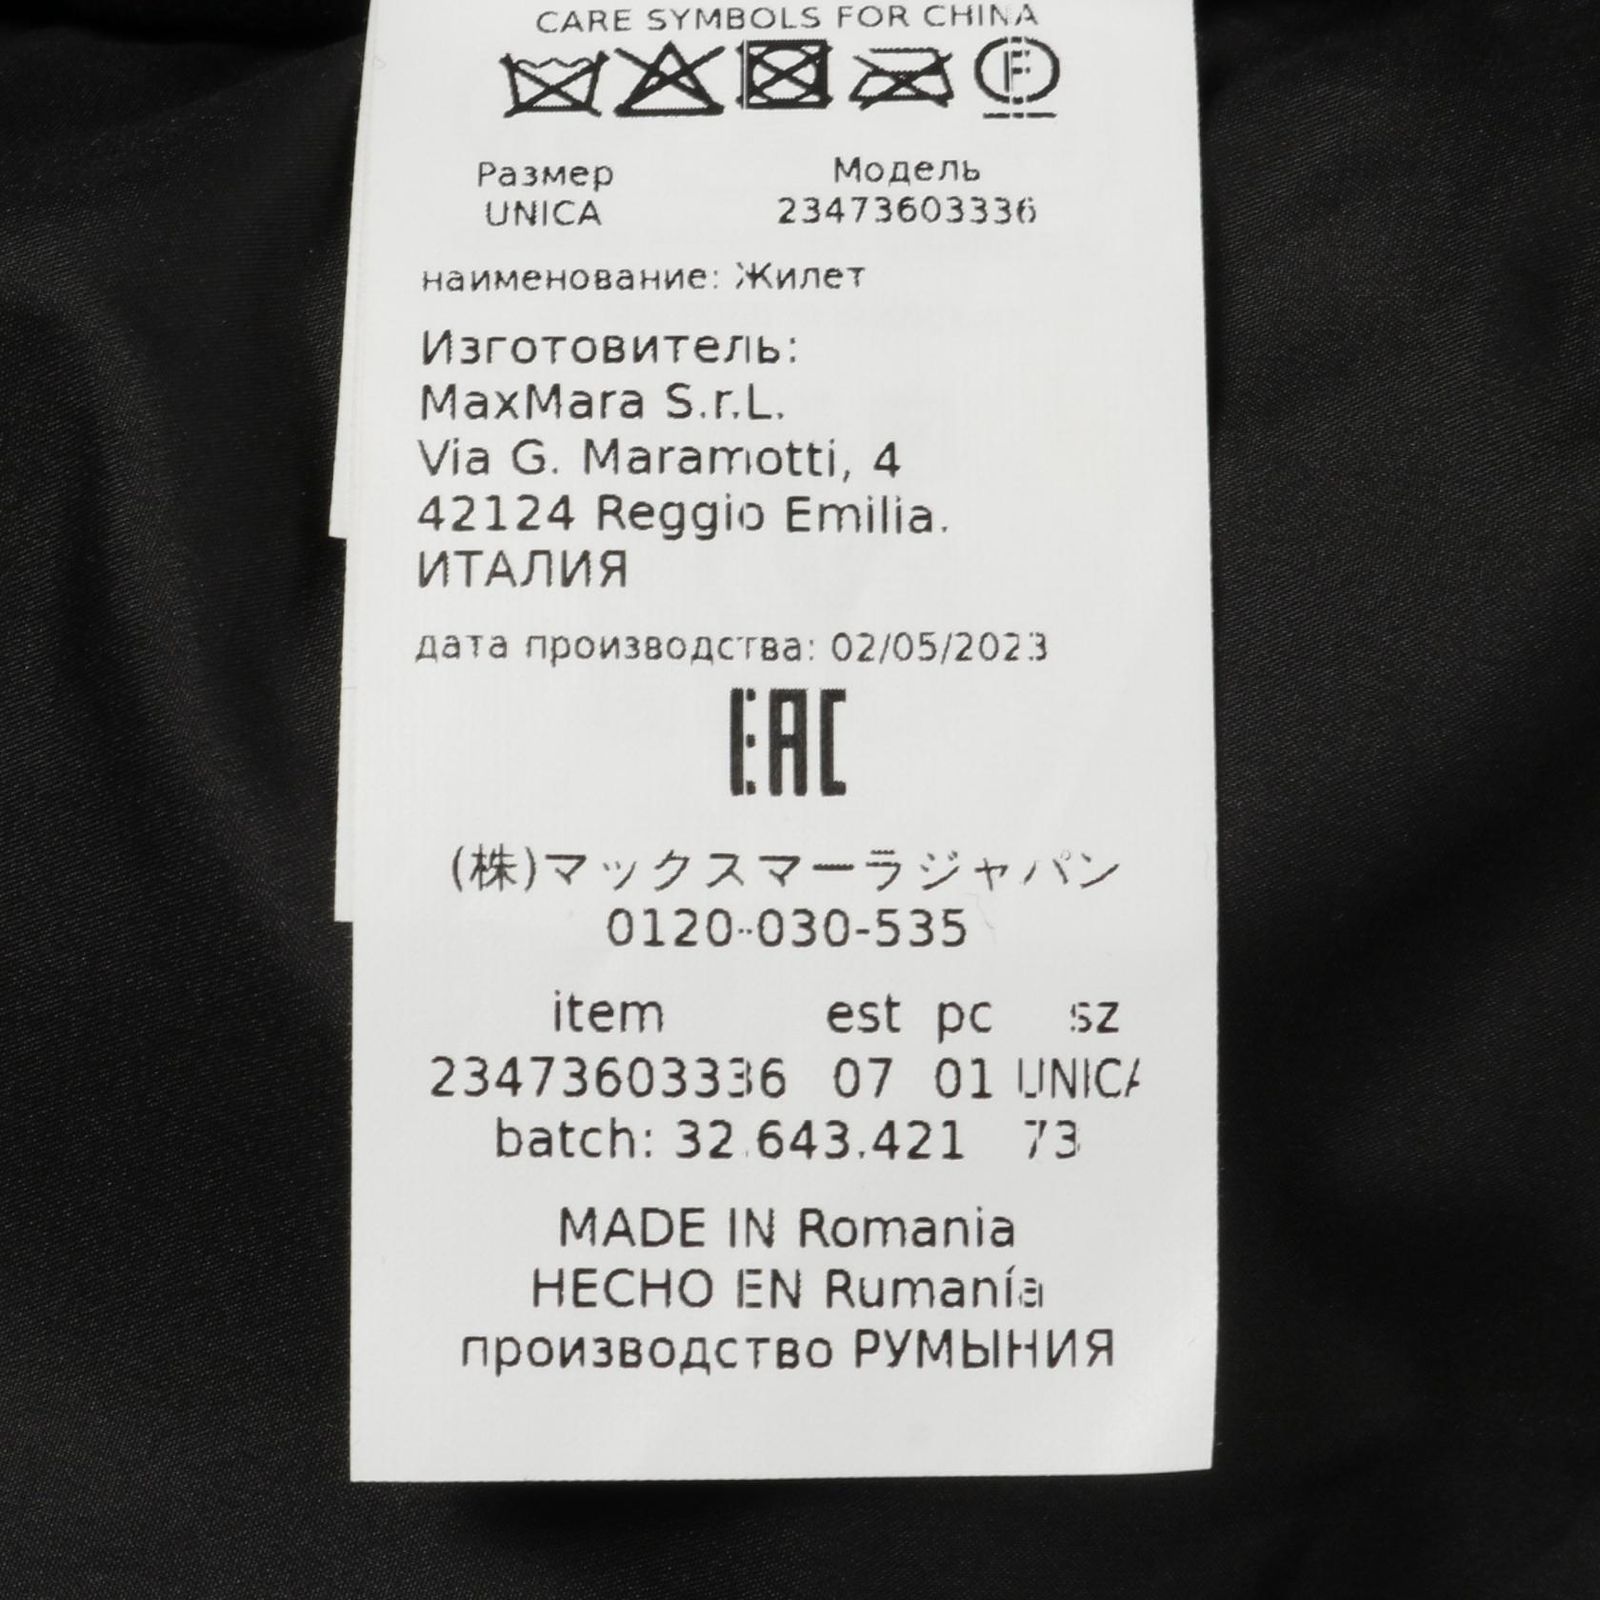 CARE SYMBOLS FOR CHINA
F
Размер Модель
UNICA 23473603336
наименование: Жилет
Изготовитель:
MaxMara S.r.L.
Via G. Maramotti, 4
42124 Reggio Emilia.
ИТАЛИЯ
дата производства: 02/05/2023
EAC
(株)マックスマーラジャパン
0120-030-535
item est pc sz
23473603336 07 01 UNICA
batch: 32.643.421 73
MADE IN Romania
HECHO EN Rumanía
производство РУМЫНИЯ